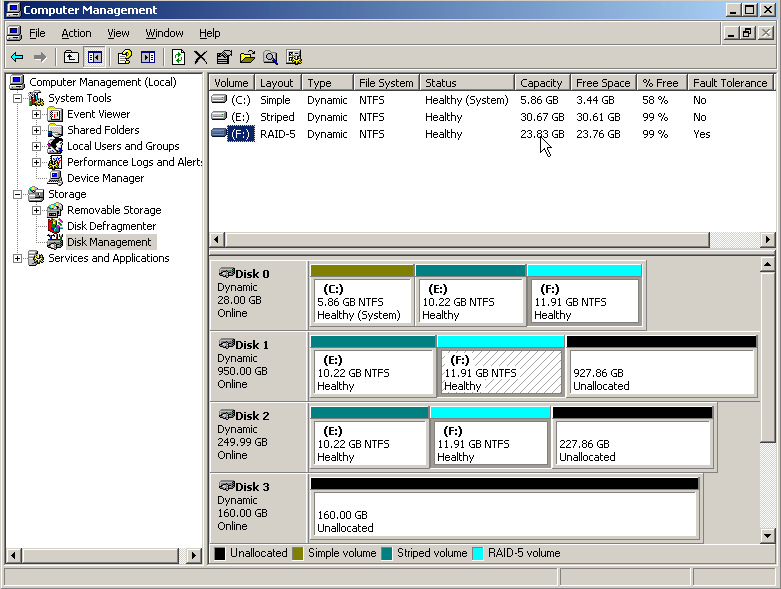 Computer Management
File Action View Window Help
Computer Management (Local)
System Tools
Event Viewer
Shared Folders
Local Users and Groups
Performance Logs and Alerts
Device Manager
Storage
Removable Storage
Disk Defragmenter
Disk Management
Services and Applications
Volume Layout Type File System Status Capacity Free Space % Free Fault Tolerance
(C:) Simple Dynamic NTFS Healthy (System) 5.86 GB 3.44 GB 58 % No
(E:) Striped Dynamic NTFS Healthy 30.67 GB 30.61 GB 99 % No
(F:) RAID-5 Dynamic NTFS Healthy 23.83 GB 23.76 GB 99 % Yes
Disk 0
Dynamic
28.00 GB
Online
(C:)
5.86 GB NTFS
Healthy (System)
(E:)
10.22 GB NTFS
Healthy
(F:)
11.91 GB NTFS
Healthy
Disk 1
Dynamic
950.00 GB
Online
(E:)
10.22 GB NTFS
Healthy
(F:)
11.91 GB NTFS
Healthy
927.86 GB
Unallocated
Disk 2
Dynamic
249.99 GB
Online
(E:)
10.22 GB NTFS
Healthy
(F:)
11.91 GB NTFS
Healthy
227.86 GB
Unallocated
Disk 3
Dynamic
160.00 GB
Online
160.00 GB
Unallocated
Unallocated Simple volume Striped volume RAID-5 volume